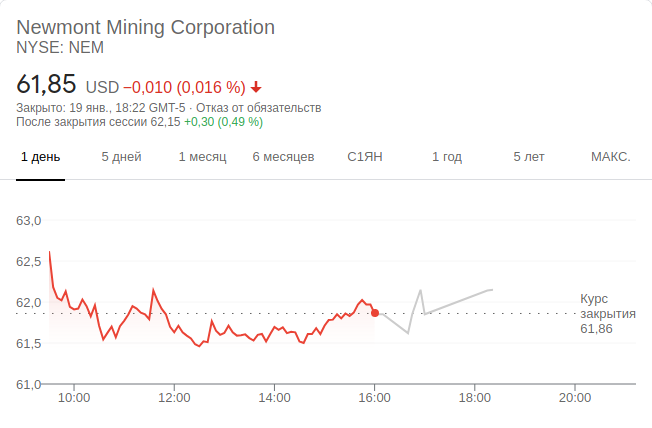 Newmont Mining Corporation
NYSE: NEM
61,85 USD −0,010 (0,016 %)
Закрыто: 19 янв., 18:22 GMT-5 · Отказ от обязательств
После закрытия сессии 62,15 +0,30 (0,49 %)
1 день 5 дней 1 месяц 6 месяцев С1ЯН 1 год 5 лет МАКС.
63,0
62,5
62,0
61,5
61,0
Курс
закрытия
61,86
10:00 12:00 14:00 16:00 18:00 20:00